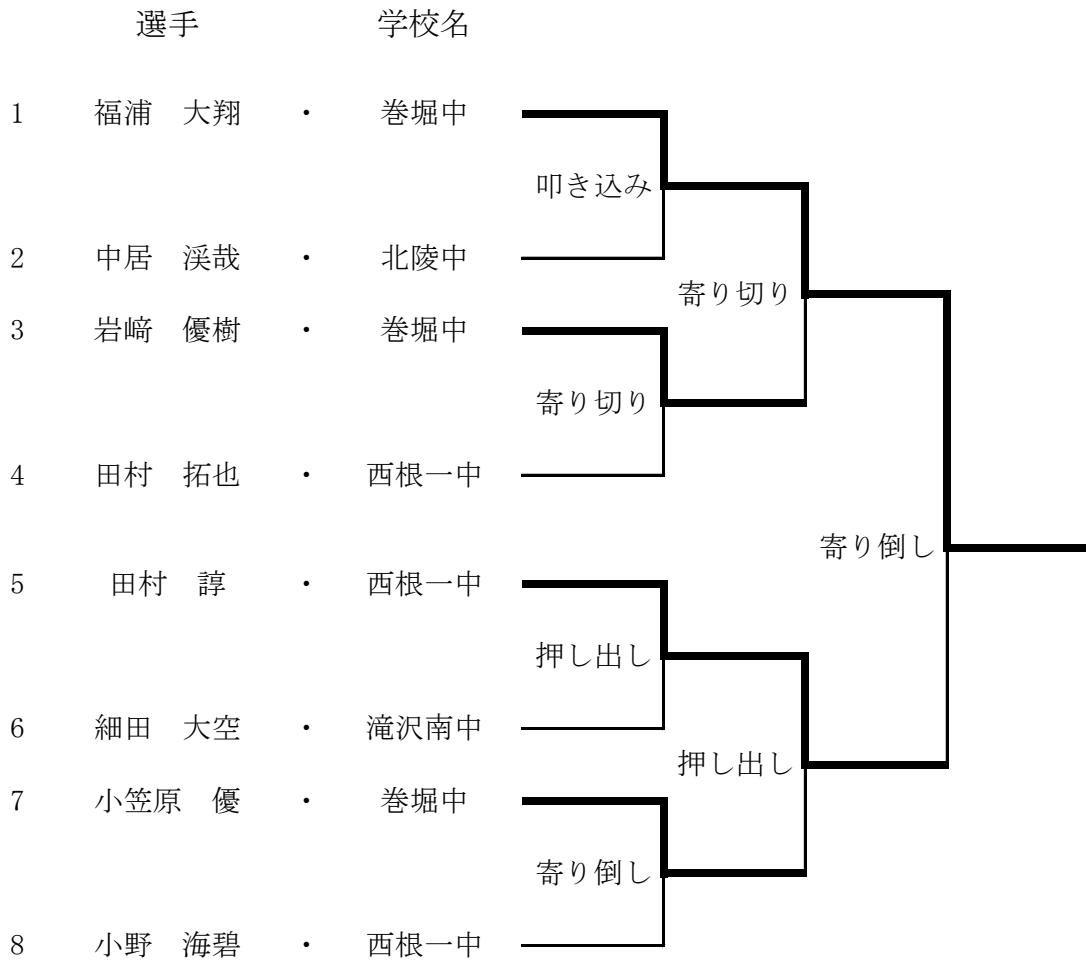 選手 学校名
1 福浦 大翔 ・ 巻堀中
叩き込み
2 中居 渓哉 ・ 北陵中
寄り切り
3 岩﨑 優樹 ・ 巻堀中
寄り切り
4 田村 拓也 ・ 西根一中
寄り倒し
5 田村 諄 ・ 西根一中
押し出し
6 細田 大空 ・ 滝沢南中
押し出し
7 小笠原 優 ・ 巻堀中
寄り倒し
8 小野 海碧 ・ 西根一中